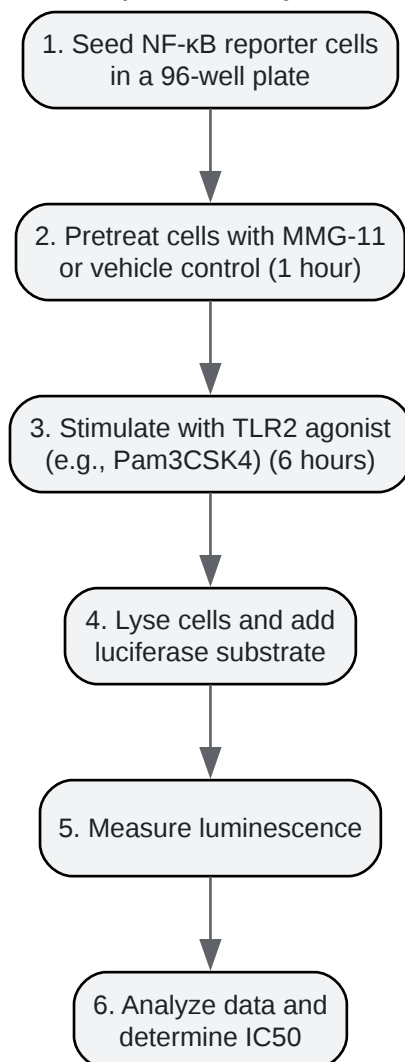 1. Seed NF-κB reporter cells
in a 96-well plate
2. Pretreat cells with MMG-11
or vehicle control (1 hour)
3. Stimulate with TLR2 agonist
(e.g., Pam3CSK4) (6 hours)
4. Lyse cells and add
luciferase substrate
5. Measure luminescence
6. Analyze data and
determine IC50